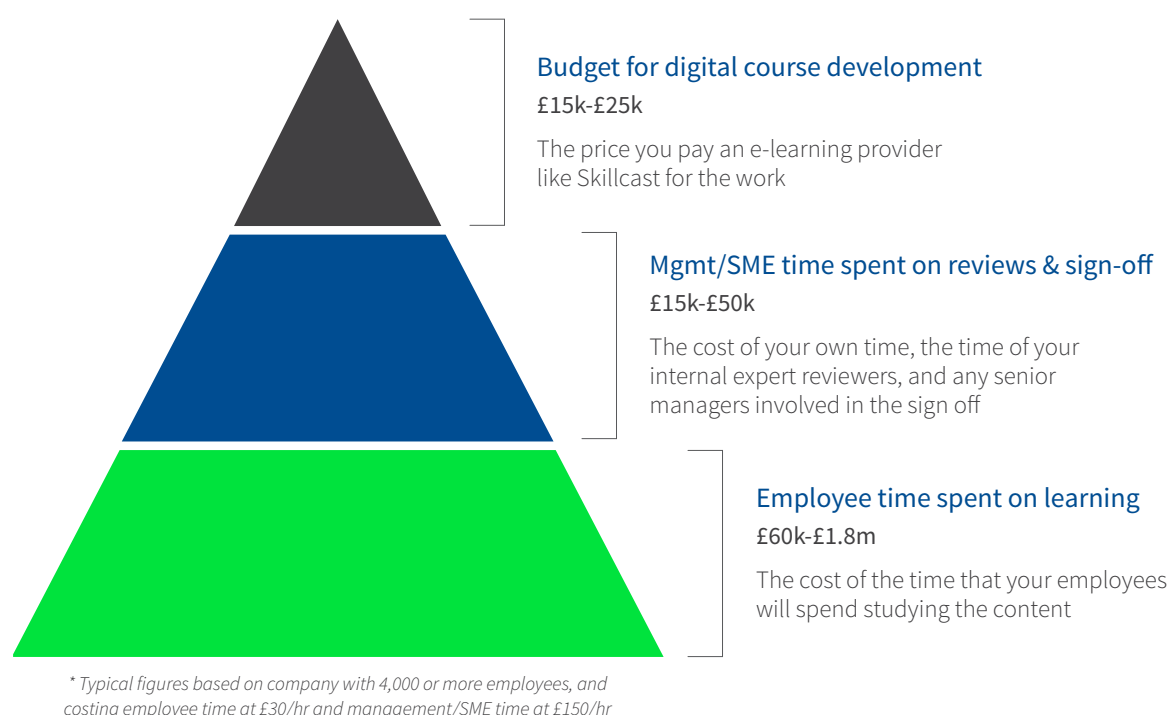 Budget for digital course development
£15k-£25k
The price you pay an e-learning provider
like Skillcast for the work
Mgmt/SME time spent on reviews & sign-off
£15k-£50k
The cost of your own time, the time of your
internal expert reviewers, and any senior
managers involved in the sign off
Employee time spent on learning
£60k-£1.8m
The cost of the time that your employees
will spend studying the content
* Typical figures based on company with 4,000 or more employees, and
costing employee time at £30/hr and management/SME time at £150/hr